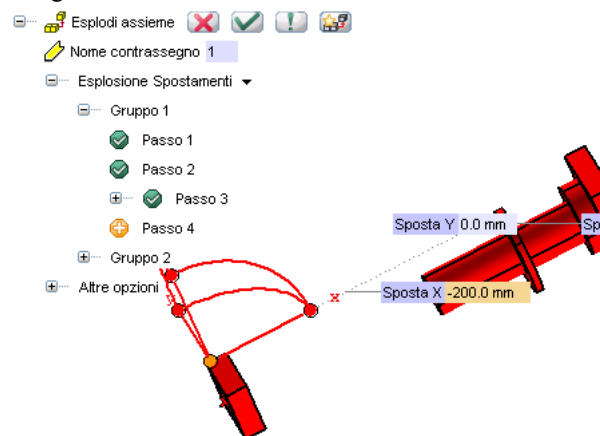 Esplodi assieme
Nome contrassegno 1
Esplosione Spostamenti
Gruppo 1
Passo 1
Passo 2
Passo 3
Passo 4
Sposta Y 0.0 mm
Gruppo 2
Altre opzioni
x
Sposta X -200.0 mm